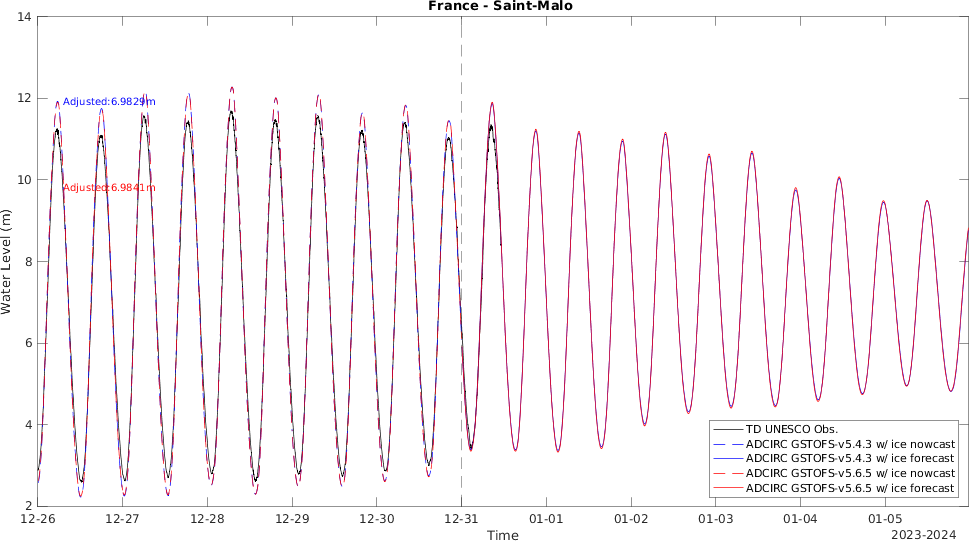 France - Saint-Malo
14
12
10
8
6
4
2
Water Level (m)
Adjusted:6.9829m
Adjusted:6.9841m
TD UNESCO Obs.
ADCIRC GSTOFS-v5.4.3 w/ ice nowcast
ADCIRC GSTOFS-v5.4.3 w/ ice forecast
ADCIRC GSTOFS-v5.6.5 w/ ice nowcast
ADCIRC GSTOFS-v5.6.5 w/ ice forecast
12-26 12-27 12-28 12-29 12-30 12-31 01-01 01-02 01-03 01-04 01-05
Time
2023-2024